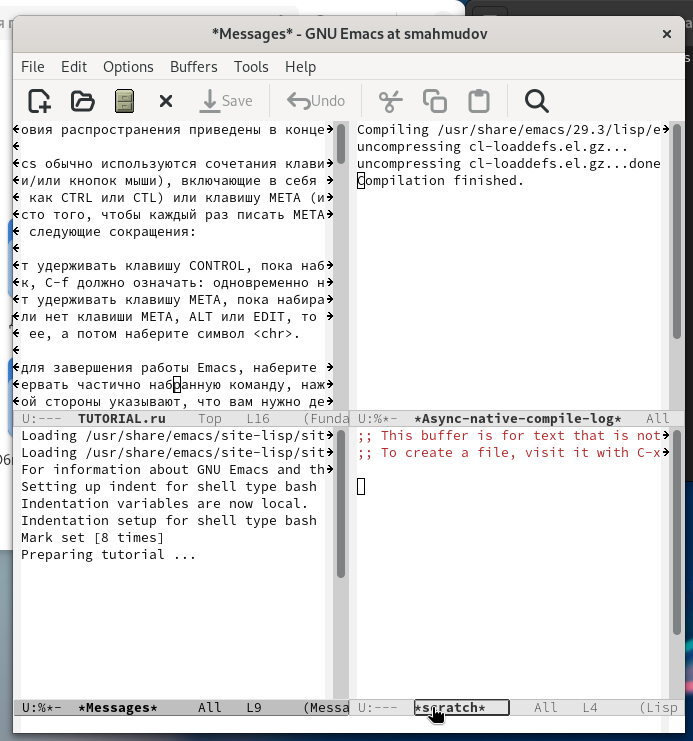 *Messages* - GNU Emacs at smahmudov
File Edit Options Buffers Tools Help
Save Undo
овия распространения приведены в конце
cs обычно используются сочетания клави
и/или кнопок мыши), включающие в себя
как CTRL или CTL) или клавишу META (и
сто того, чтобы каждый раз писать META
следующие сокращения:
т удерживать клавишу CONTROL, пока наб
к, C-f должно означать: одновременно н
т удерживать клавишу META, пока набира
ли нет клавиши META, ALT или EDIT, то
ее, а потом наберите символ <chr>.
для завершения работы Emacs, наберите
ервать частично набранную команду, наж
ой стороны указывают, что вам нужно де
U:--- TUTORIAL.ru Top L16 (Funda
Compiling /usr/share/emacs/29.3/lisp/e
uncompressing cl-loaddefs.el.gz...
uncompressing cl-loaddefs.el.gz...done
Compilation finished.
U:%*- *Async-native-compile-log* All
Loading /usr/share/emacs/site-lisp/sit
Loading /usr/share/emacs/site-lisp/sit
For information about GNU Emacs and th
Setting up indent for shell type bash
Indentation variables are now local.
Indentation setup for shell type bash
Mark set [8 times]
Preparing tutorial ...
U:%*- *Messages* All L9 (Messa
;; This buffer is for text that is not
;; To create a file, visit it with C-x
U:--- *scratch* All L4 (Lisp